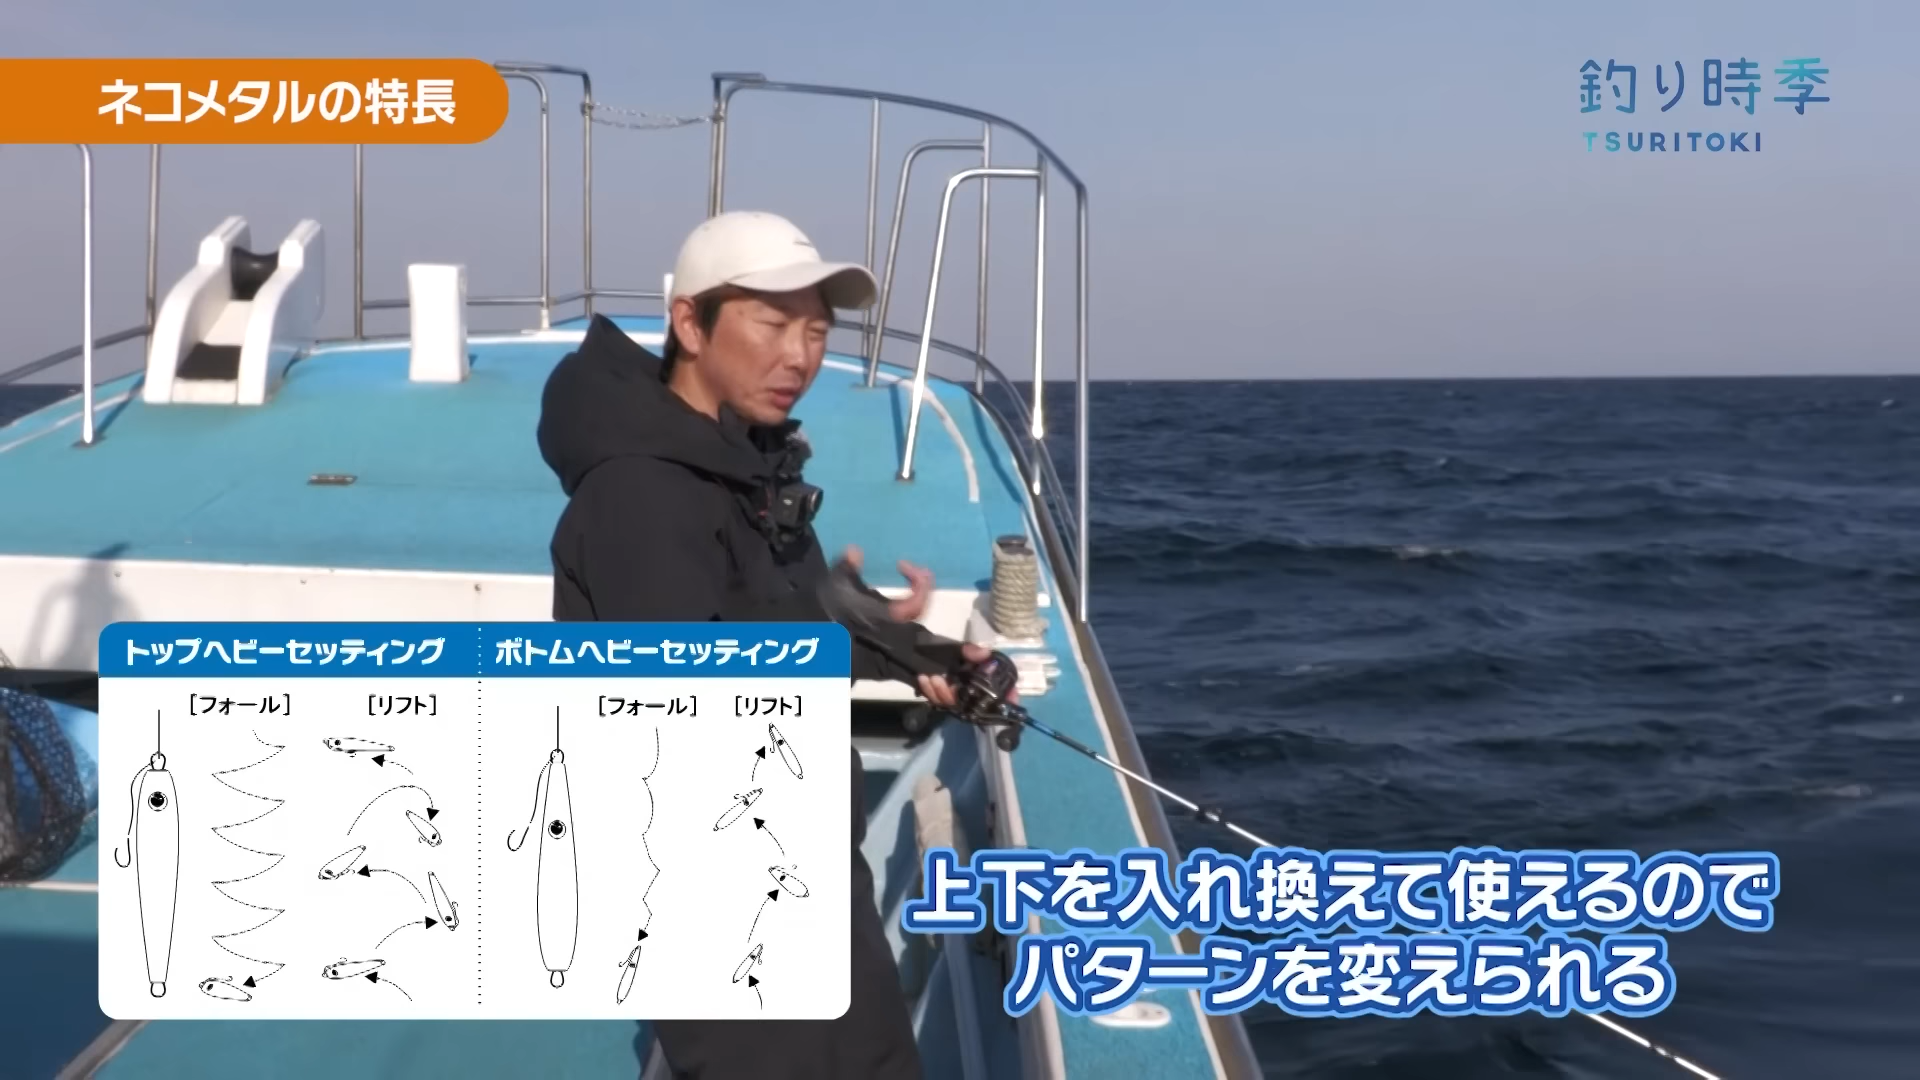 ネコメタルの特長
釣り時季
TSURITOKI
トップヘビーセッティング
ボトムヘビーセッティング
[フォール]
[リフト]
[フォール]
[リフト]
上下を入れ換えて使えるので
パターンを変えられる